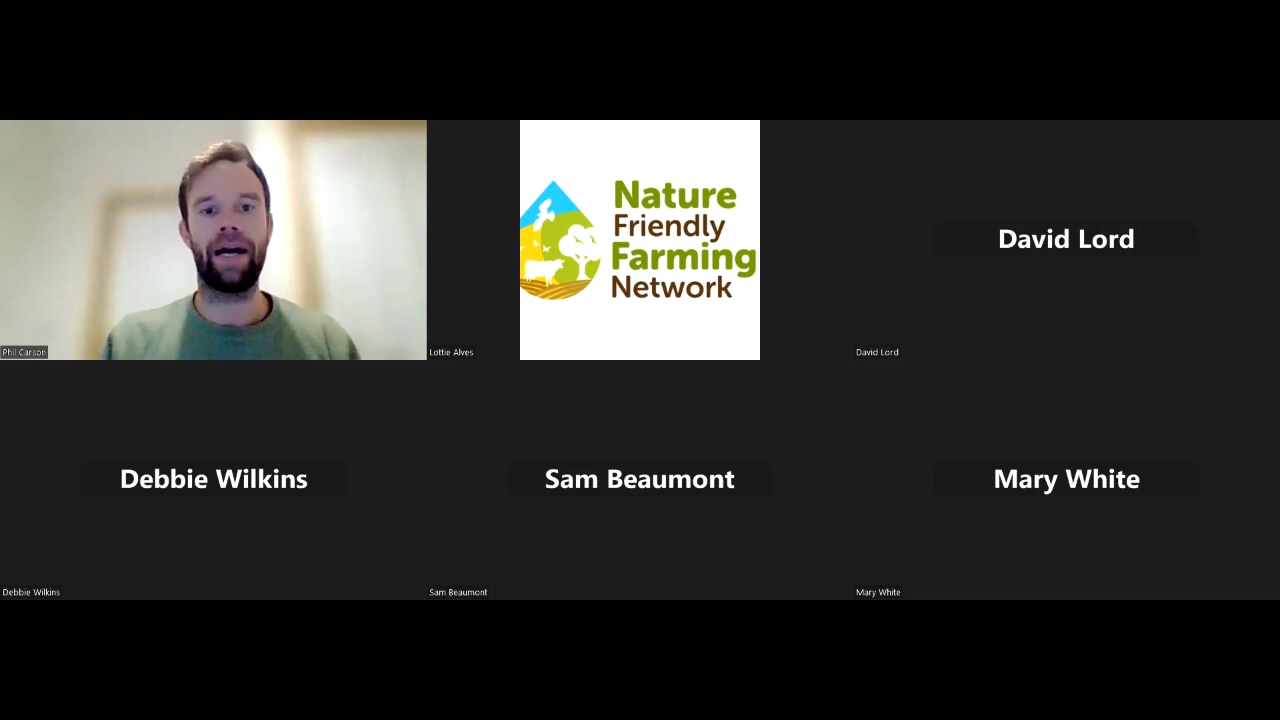 Nature
Friendly
Farming
Network
David Lord
Phil Carson
Lottie Alves
David Lord
Debbie Wilkins
Sam Beaumont
Mary White
Debbie Wilkins
Sam Beaumont
Mary White